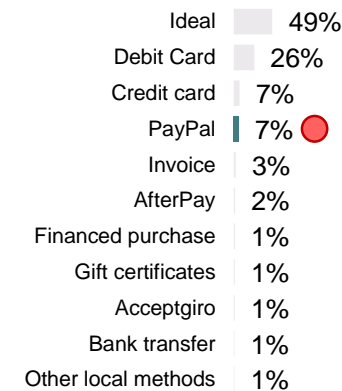 Ideal 49%
Debit Card 26%
Credit card 7%
PayPal 7%
Invoice 3%
AfterPay 2%
Financed purchase 1%
Gift certificates 1%
Acceptgiro 1%
Bank transfer 1%
Other local methods 1%